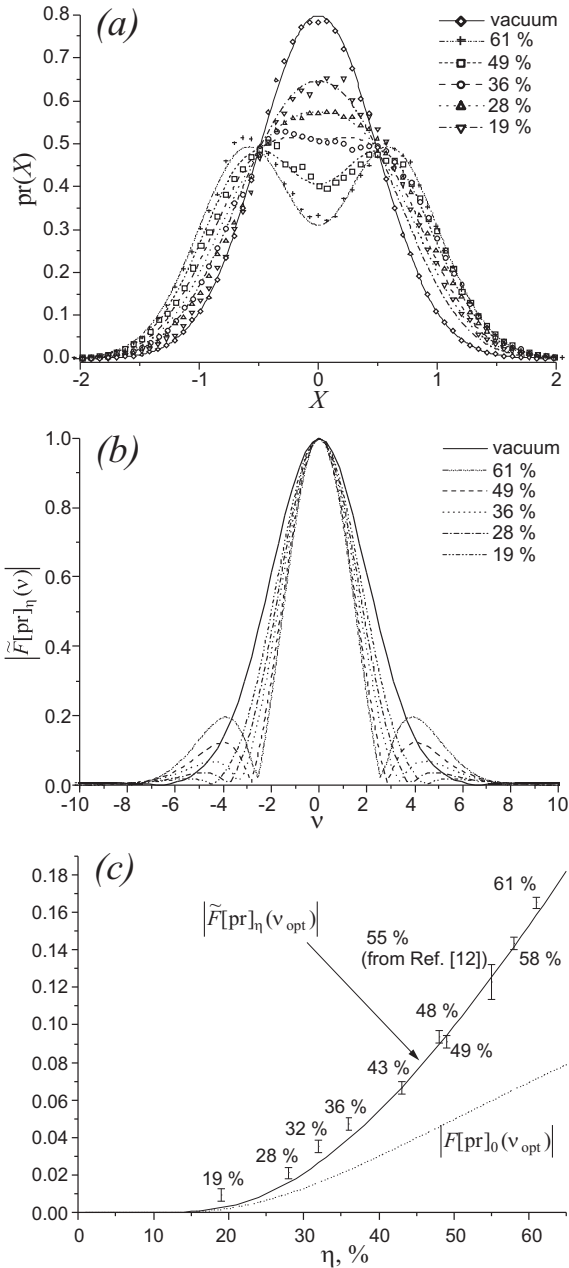 (a)
vacuum
61 %
49 %
36 %
28 %
19 %
pr(X)
0.8
0.7
0.6
0.5
0.4
0.3
0.2
0.1
0.0
-2 -1 0 1 2
X
(b)
vacuum
61 %
49 %
36 %
28 %
19 %
|F̃[pr]η(ν)|
1.0
0.8
0.6
0.4
0.2
0.0
-10 -8 -6 -4 -2 0 2 4 6 8 10
ν
(c)
0.18
0.16
0.14
0.12
0.10
0.08
0.06
0.04
0.02
0.00
|F̃[pr]η(νopt)|
61 %
55 %
(from Ref. [12])
58 %
48 %
49 %
43 %
36 %
32 %
28 %
19 %
|F[pr]0(νopt)|
0 10 20 30 40 50 60
η, %